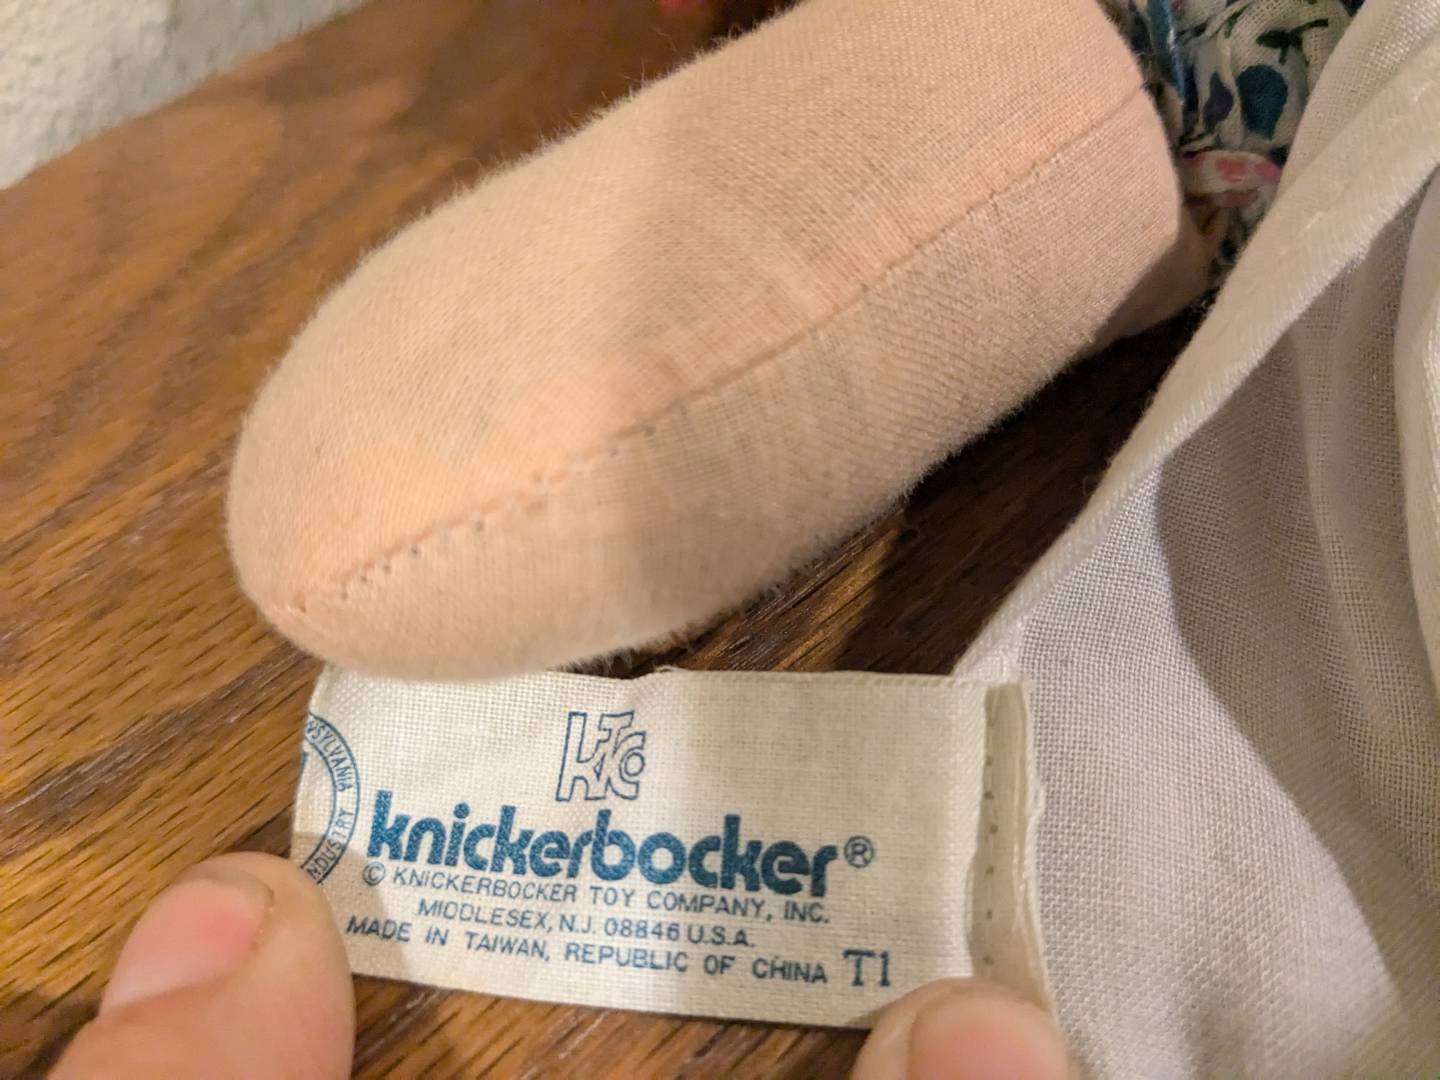 KTC
knickerbocker®
© KNICKERBOCKER TOY COMPANY, INC.
MIDDLESEX, N.J. 08846 U.S.A.
MADE IN TAIWAN, REPUBLIC OF CHINA T1